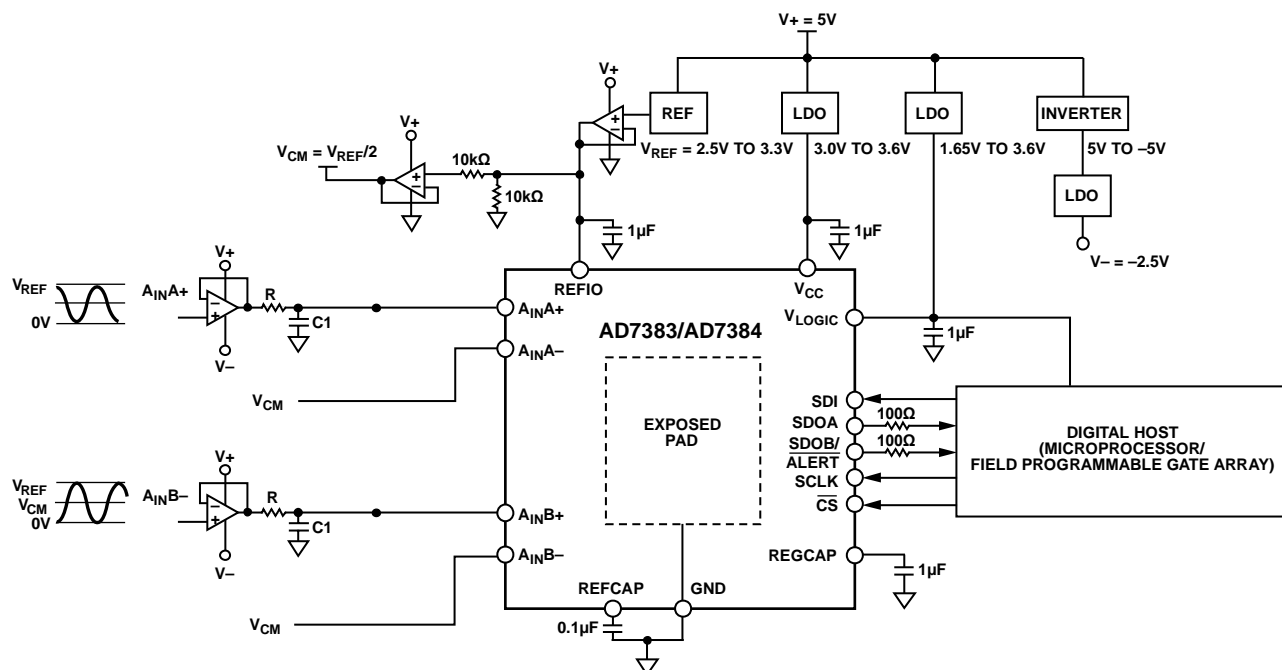 V+ = 5V
V+
REF
LDO
LDO
INVERTER
V+
VCM = VREF/2
VREF = 2.5V TO 3.3V
3.0V TO 3.6V
1.65V TO 3.6V
5V TO –5V
10kΩ
10kΩ
LDO
1µF
1µF
V– = –2.5V
V+
VREF
0V
AINA+
R
C1
V–
REFIO
VCC
AINA+
AD7383/AD7384
VLOGIC
1µF
AINA–
VCM
EXPOSED
PAD
SDI
SDOA
100Ω
SDOB/
ALERT
100Ω
SCLK
CS
DIGITAL HOST
(MICROPROCESSOR/
FIELD PROGRAMMABLE GATE ARRAY)
V+
VREF
VCM
0V
AINB–
R
C1
V–
AINB+
AINB–
REGCAP
1µF
VCM
REFCAP
GND
0.1µF